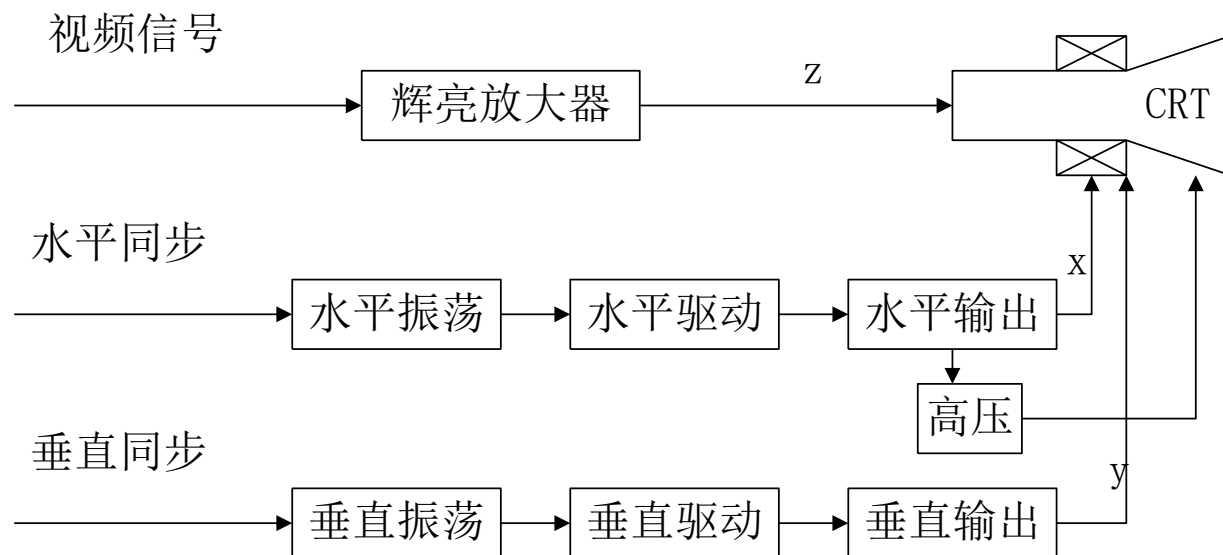 视频信号
辉亮放大器
z
CRT
水平同步
x
水平振荡
水平驱动
水平输出
高压
垂直同步
y
垂直振荡
垂直驱动
垂直输出